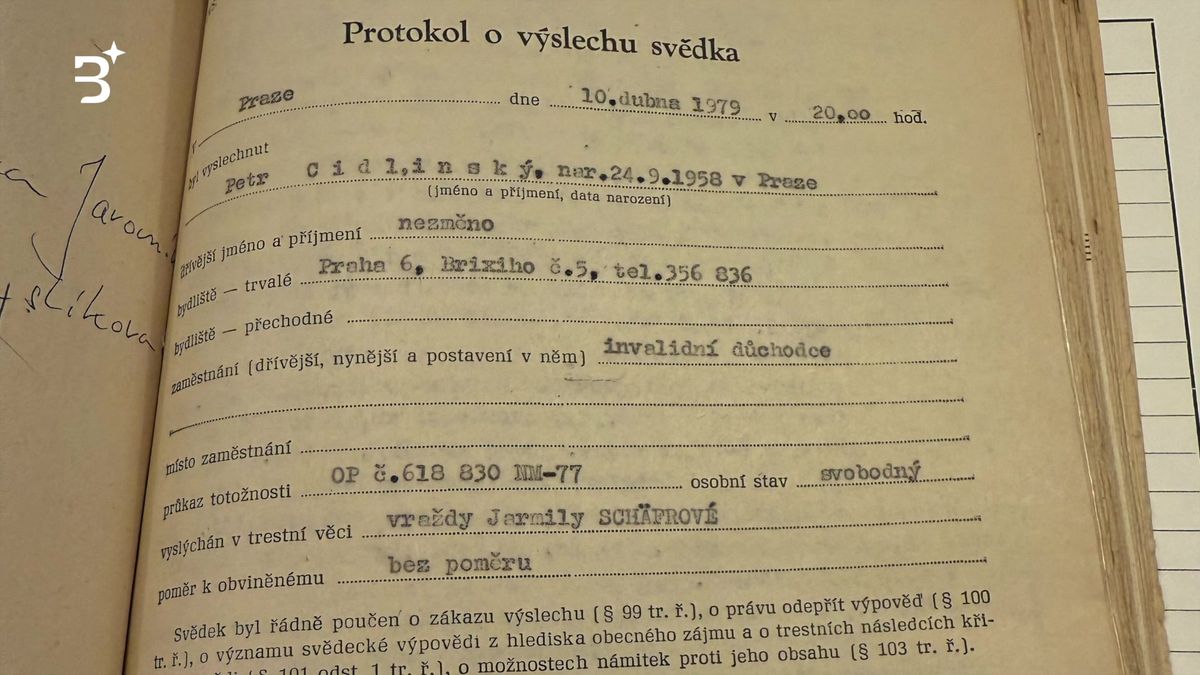 B
Protokol o výslechu svědka
V Praze dne 10.dubna 1979 v 20,00 hod.
byl vyslechnut
Petr C i d l,i n s k ý, nar.24.9.1958 v Praze
(jméno a příjmení, data narození)
dřívější jméno a příjmení nezměno
bydliště — trvalé Praha 6, Brixiho č.5, tel.356 836
bydliště — přechodné
zaměstnání (dřívější, nynější a postavení v něm) invalidní důchodce
místo zaměstnání
průkaz totožnosti OP č.618 830 NM-77 osobní stav svobodný
vyslýchán v trestní věci vraždy Jarmily SCHÄFROVÉ
poměr k obviněnému bez poměru
Svědek byl řádně poučen o zákazu výslechu (§ 99 tr. ř.), o právu odepřít výpověď (§ 100
tr. ř.), o významu svědecké výpovědi z hlediska obecného zájmu a o trestních následcích kři-
(§ 101 odst. 1 tr. ř.), o možnostech námitek proti jeho obsahu (§ 103 tr. ř.).